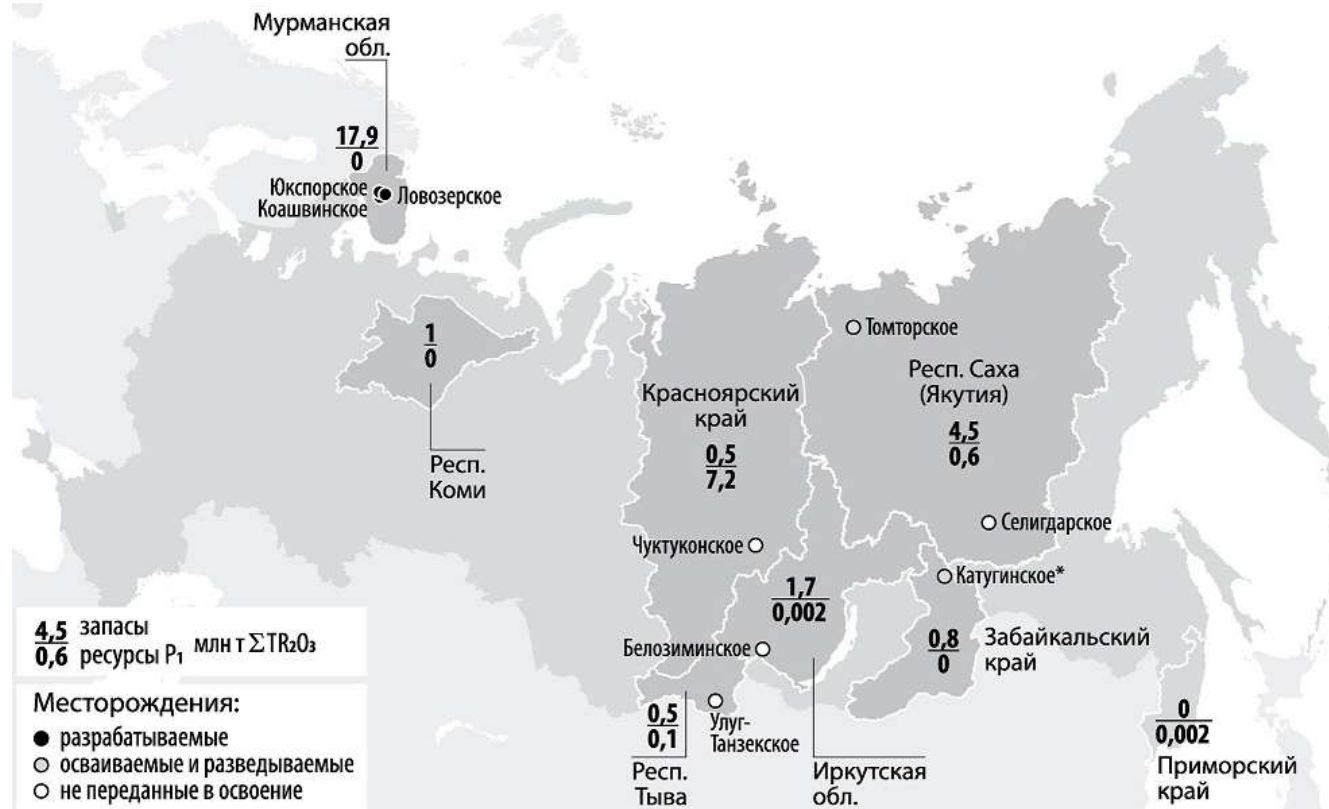 Мурманская
обл.
17,9
0
Юкспорское
Коашвинское
Ловозерское
1
0
Респ.
Коми
Томторское
Респ. Саха
(Якутия)
4,5
0,6
Красноярский
край
0,5
7,2
Селигдарское
Чуктуконское
Катугинское*
1,7
0,002
0,8
0
Забайкальский
край
Белозиминское
0,5
0,1
Улуг-
Танзекское
Респ.
Тыва
Иркутская
обл.
0
0,002
Приморский
край
4,5 запасы
0,6 ресурсы P₁ млн т ∑TR₂O₃
Месторождения:
разрабатываемые
осваиваемые и разведываемые
не переданные в освоение